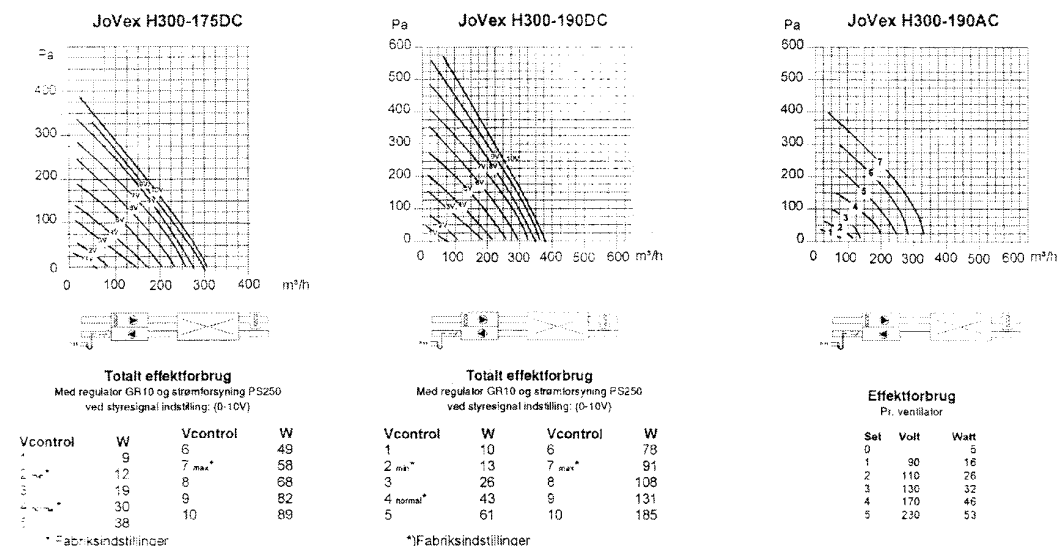 JoVex H300-175DC
Pa
400
300
200
100
0
0 100 200 300 400 m³/h
Totalt effektforbrug
Med regulator GR10 og strømforsyning PS250
ved styresignal indstilling: (0-10V)
Vcontrol W Vcontrol W
9 6 49
12 7 max* 58
19 8 68
30 9 82
38 10 89
* Fabriksindstillinger
JoVex H300-190DC
Pa
600
500
400
300
200
100
0
0 100 200 300 400 500 600 m³/h
Totalt effektforbrug
Med regulator GR10 og strømforsyning PS250
ved styresignal indstilling: (0-10V)
Vcontrol W Vcontrol W
1 10 6 78
2 min* 13 7 max* 91
3 26 8 108
4 normal* 43 9 131
5 61 10 185
*)Fabriksindstillinger
JoVex H300-190AC
Pa
600
500
400
300
200
100
0
7
6
5
4
3
1 2
0 100 200 300 400 500 600 m³/h
Effektforbrug
Pr. ventilator
Set Volt Watt
0 5
1 90 16
2 110 26
3 130 32
4 170 46
5 230 53